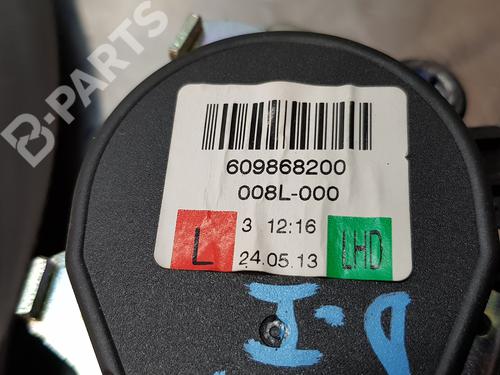 B-PARTS
609868200
008L-000
L 3 12:16 LHD
24.05.13
D-I